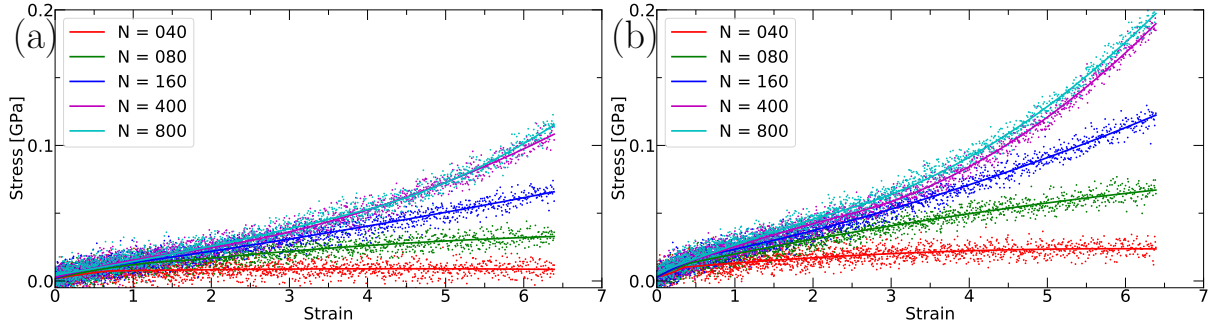 (a)
0.2
0.1
0.0
Stress [GPa]
N = 040
N = 080
N = 160
N = 400
N = 800
0 1 2 3 4 5 6 7
Strain
(b)
0.2
0.1
0.0
Stress [GPa]
N = 040
N = 080
N = 160
N = 400
N = 800
0 1 2 3 4 5 6 7
Strain